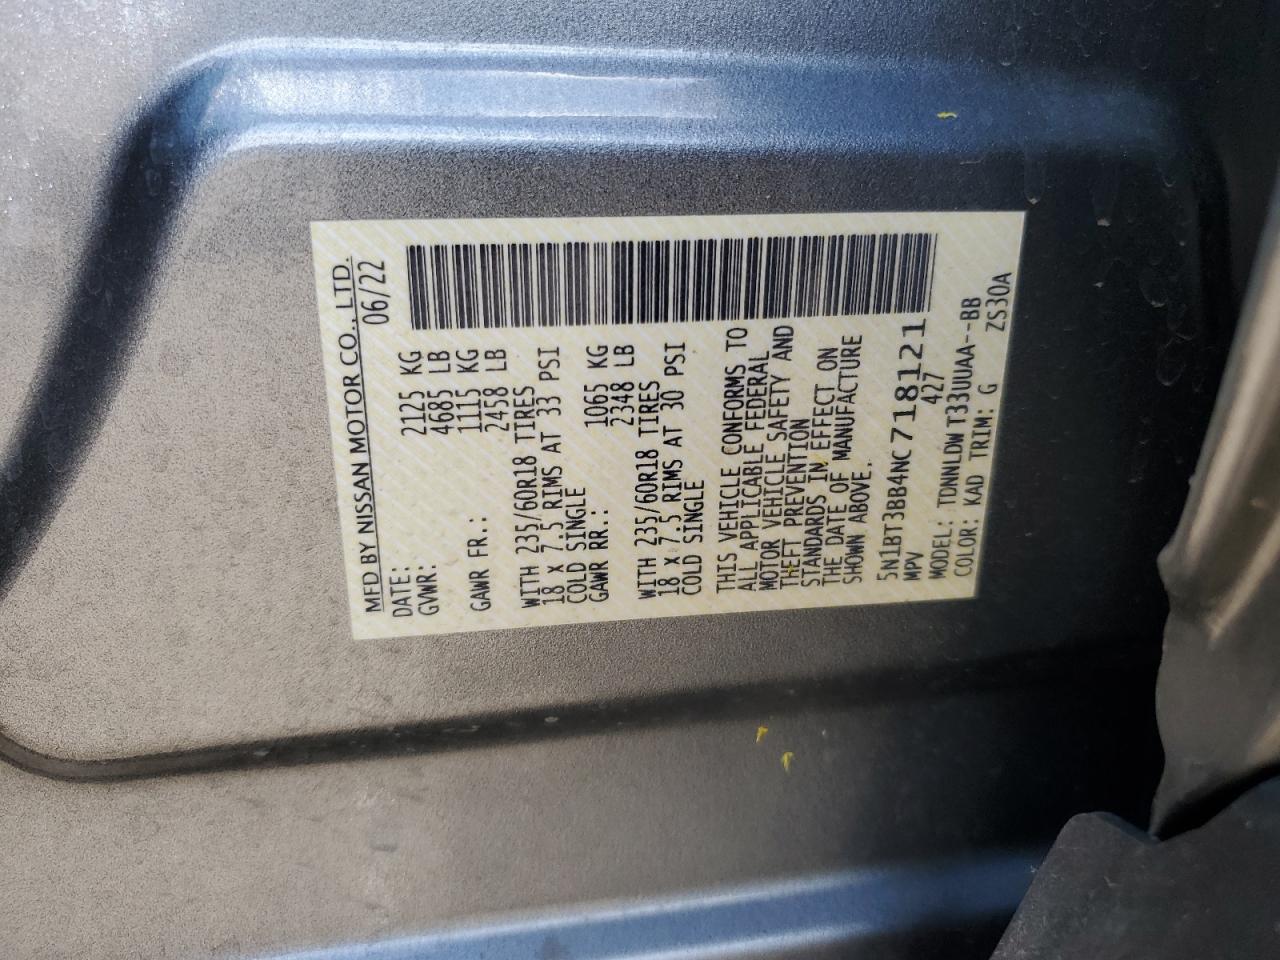 MFD BY NISSAN MOTOR CO., LTD.
DATE: 06/22
GVWR: 2125 KG
4685 LB
GAWR FR.: 1115 KG
2458 LB
WITH 235/60R18 TIRES
18 x 7.5 RIMS AT 33 PSI
COLD SINGLE
GAWR RR.: 1065 KG
2348 LB
WITH 235/60R18 TIRES
18 x 7.5 RIMS AT 30 PSI
COLD SINGLE
THIS VEHICLE CONFORMS TO
ALL APPLICABLE FEDERAL
MOTOR VEHICLE SAFETY AND
THEFT PREVENTION
STANDARDS IN EFFECT ON
THE DATE OF MANUFACTURE
SHOWN ABOVE.
5N1BT3BB4NC718121
MPV 427
MODEL: TDNNLDW T33UUAA--BB
COLOR: KAD TRIM: G ZS30A